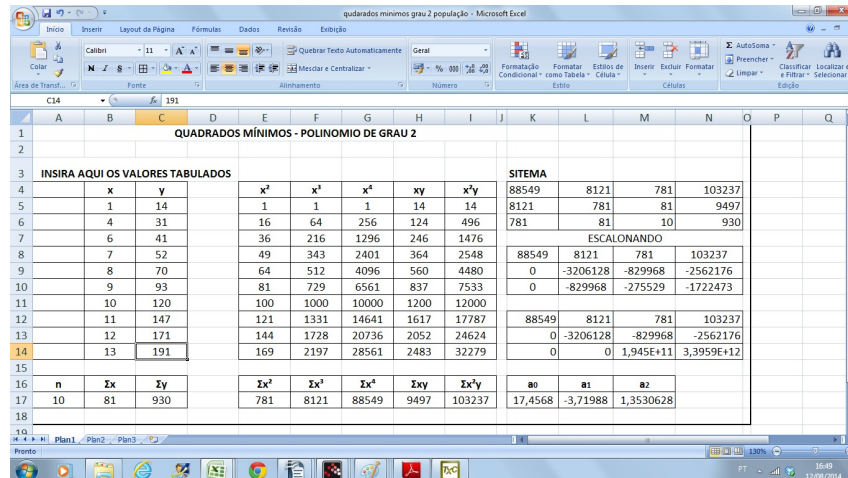 qudarados minimos grau 2 população - Microsoft Excel
Início Inserir Layout da Página Fórmulas Dados Revisão Exibição
Calibri 11 A A Quebrar Texto Automaticamente Geral Σ AutoSoma
Colar N I S A Mesclar e Centralizar % 000 Formatação Condicional Formatar como Tabela Estilos de Célula Inserir Excluir Formatar Preencher Limpar Classificar e Filtrar Localizar e Selecionar
Área de Transf... Fonte Alinhamento Número Estilo Células Edição
C14 fx 191
A B C D E F G H I J K L M N O P Q
1 QUADRADOS MÍNIMOS - POLINOMIO DE GRAU 2
2
3 INSIRA AQUI OS VALORES TABULADOS SITEMA
4 x y x² x³ x⁴ xy x²y 88549 8121 781 103237
5 1 14 1 1 1 14 14 8121 781 81 9497
6 4 31 16 64 256 124 496 781 81 10 930
7 6 41 36 216 1296 246 1476 ESCALONANDO
8 7 52 49 343 2401 364 2548 88549 8121 781 103237
9 8 70 64 512 4096 560 4480 0 -3206128 -829968 -2562176
10 9 93 81 729 6561 837 7533 0 -829968 -275529 -1722473
11 10 120 100 1000 10000 1200 12000
12 11 147 121 1331 14641 1617 17787 88549 8121 781 103237
13 12 171 144 1728 20736 2052 24624 0 -3206128 -829968 -2562176
14 13 191 169 2197 28561 2483 32279 0 0 1,945E+11 3,3959E+12
15
16 n Σx Σy Σx² Σx³ Σx⁴ Σxy Σx²y a0 a1 a2
17 10 81 930 781 8121 88549 9497 103237 17,4568 -3,71988 1,3530628
18
19
Plan1 Plan2 Plan3
Pronto 130%
PT 16:49
12/08/2014